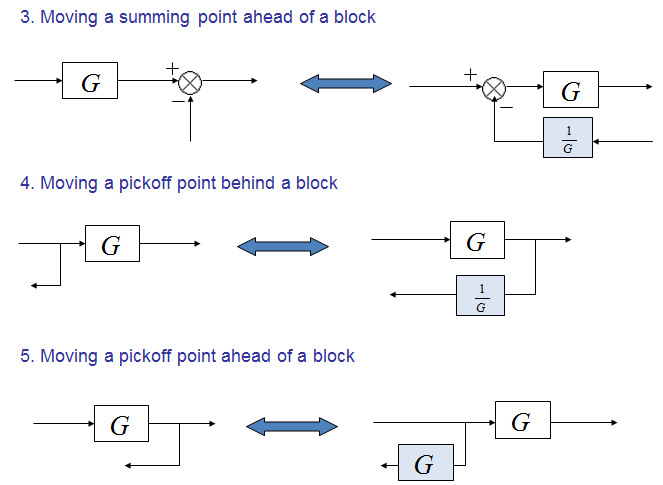 3. Moving a summing point ahead of a block
G
+
−
+
−
G
1
G
4. Moving a pickoff point behind a block
G
G
1
G
5. Moving a pickoff point ahead of a block
G
G
G